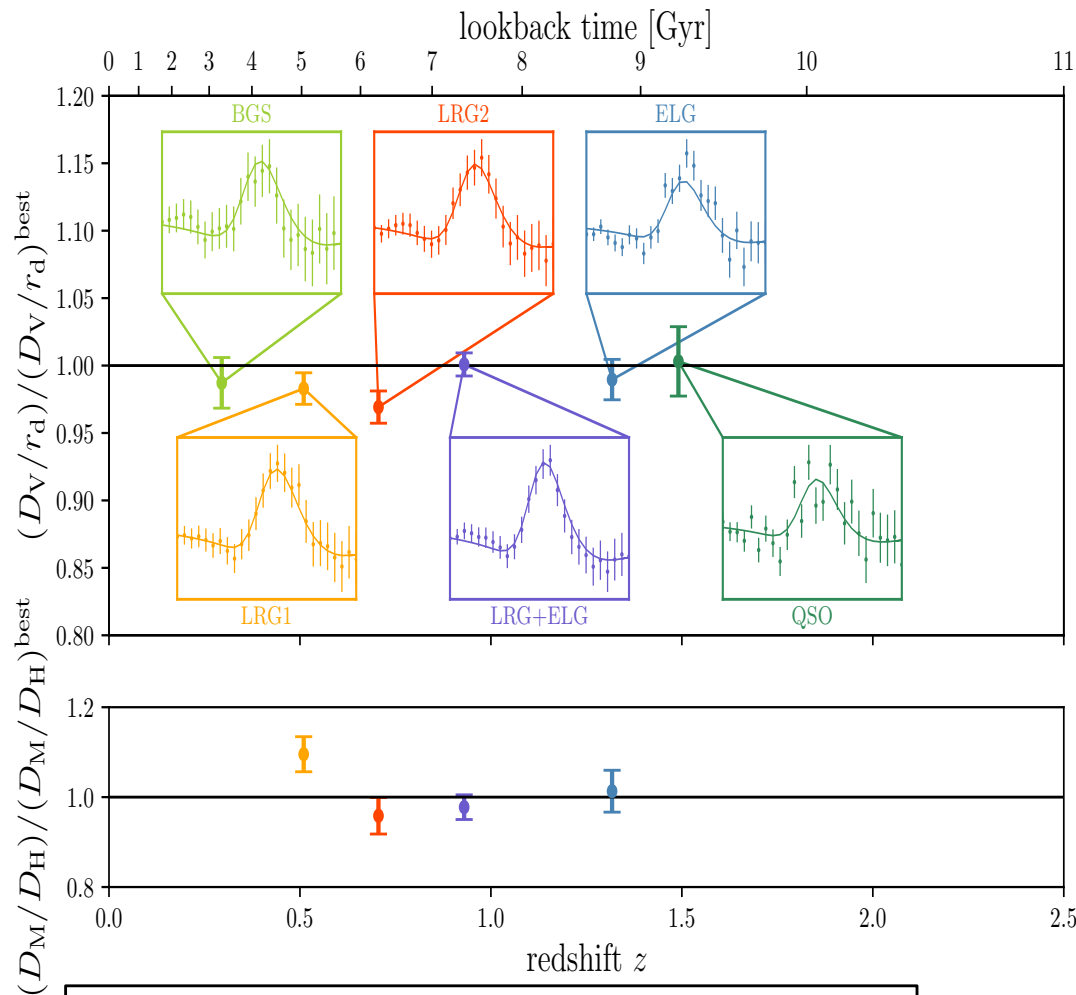 lookback time [Gyr]
0 1 2 3 4 5 6 7 8 9 10 11
(D_V/r_d)/(D_V/r_d)^best
1.20
1.15
1.10
1.05
1.00
0.95
0.90
0.85
0.80
BGS LRG2 ELG
LRG1 LRG+ELG QSO
(D_M/D_H)/(D_M/D_H)^best
1.2
1.0
0.8
0.0 0.5 1.0 1.5 2.0 2.5
redshift z